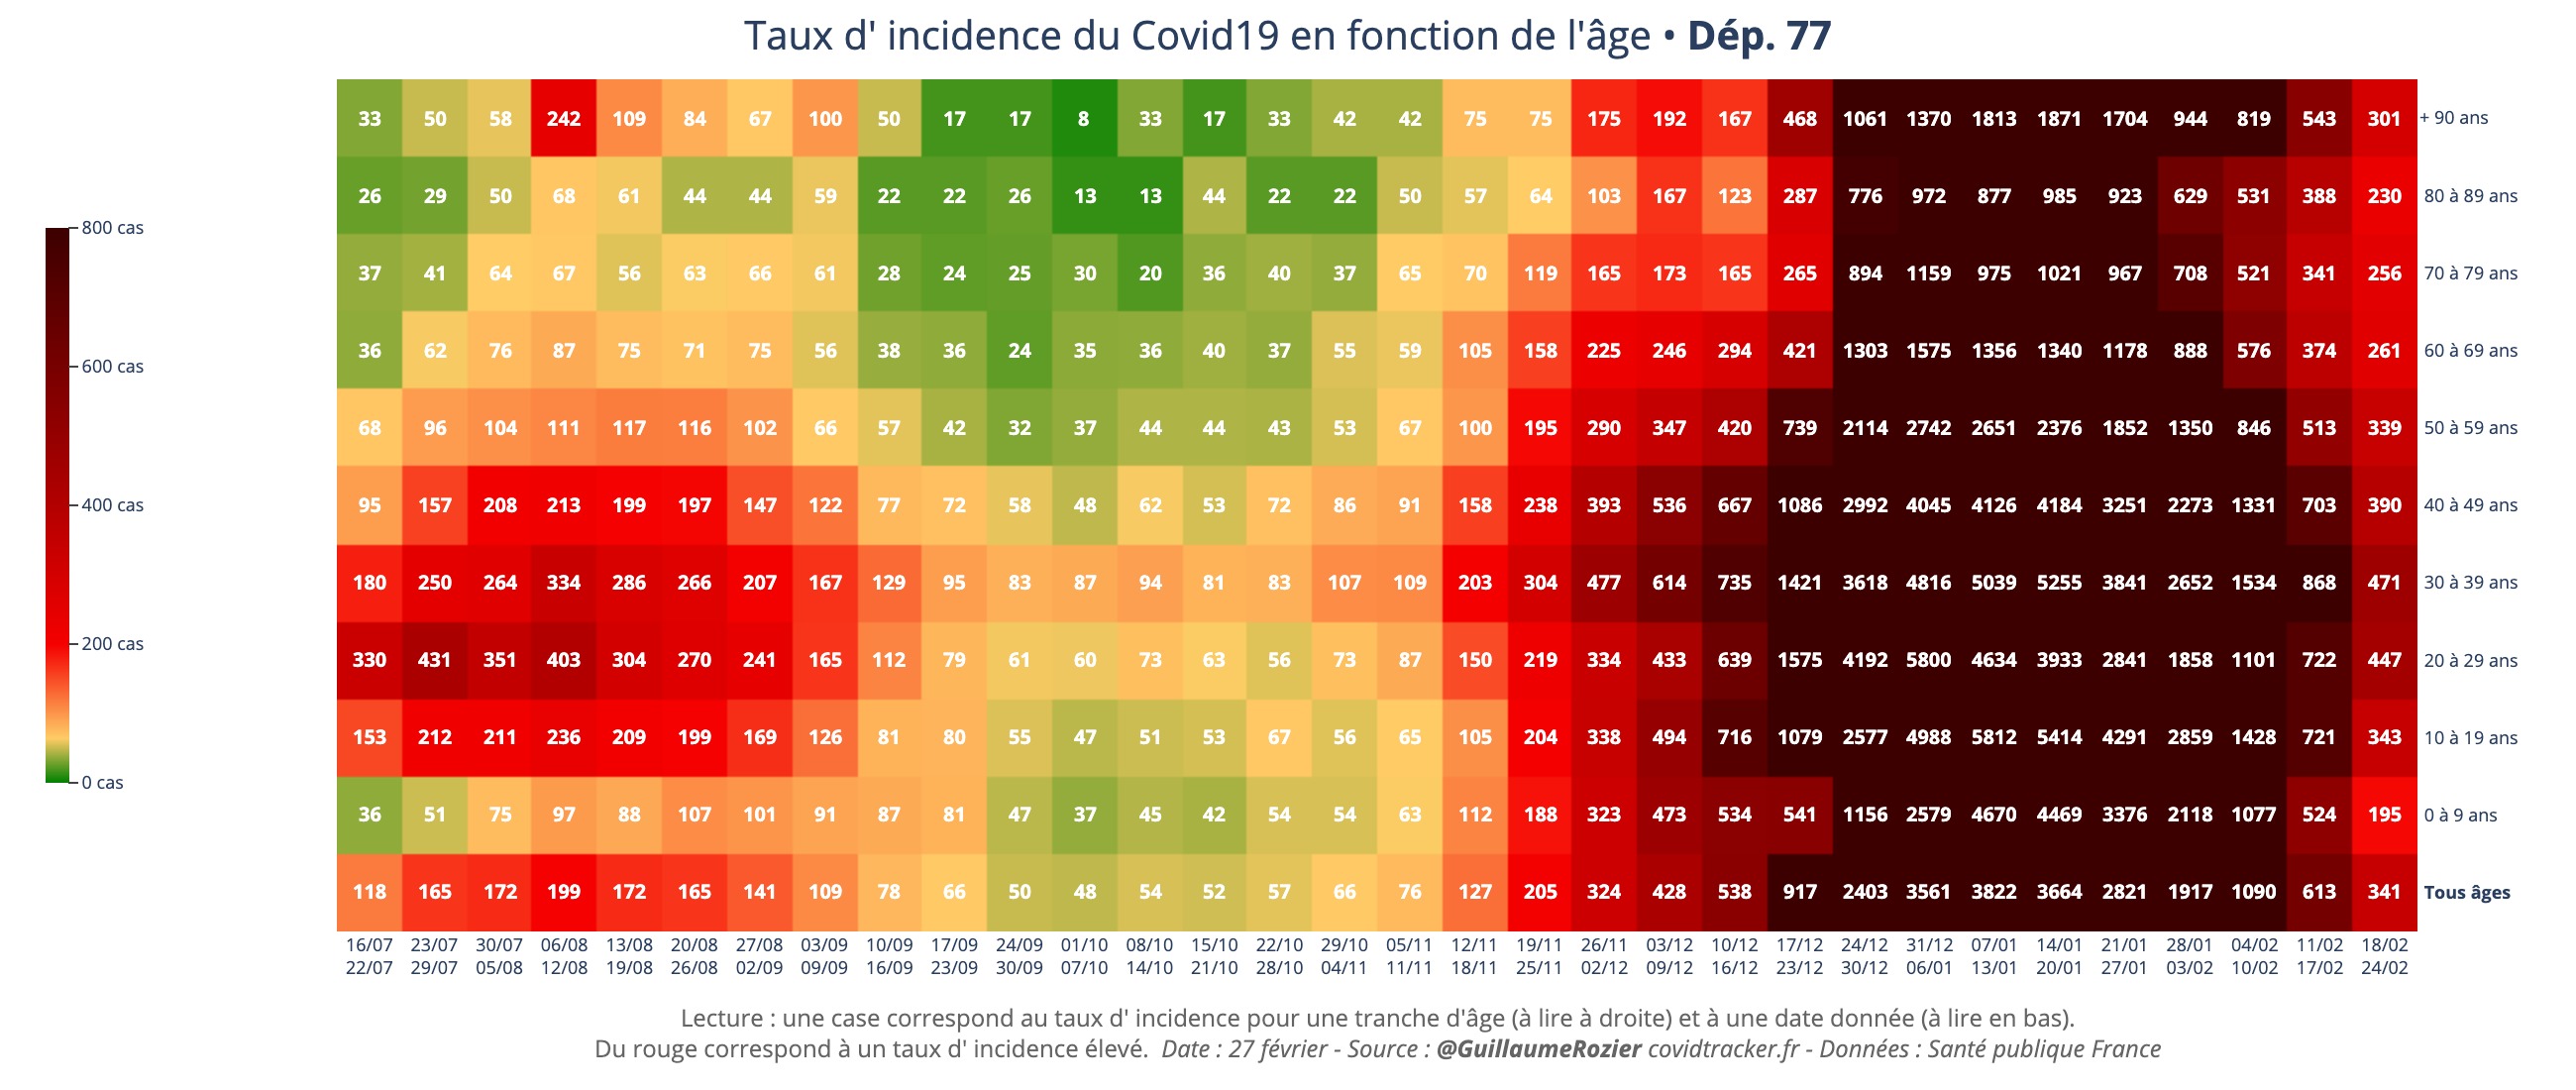 Taux d' incidence du Covid19 en fonction de l'âge • Dép. 77
33 50 58 242 109 84 67 100 50 17 17 8 33 17 33 42 42 75 75 175 192 167 468 1061 1370 1813 1871 1704 944 819 543 301 + 90 ans
26 29 50 68 61 44 44 59 22 22 26 13 13 44 22 22 50 57 64 103 167 123 287 776 972 877 985 923 629 531 388 230 80 à 89 ans
800 cas
37 41 64 67 56 63 66 61 28 24 25 30 20 36 40 37 65 70 119 165 173 165 265 894 1159 975 1021 967 708 521 341 256 70 à 79 ans
36 62 76 87 75 71 75 56 38 36 24 35 36 40 37 55 59 105 158 225 246 294 421 1303 1575 1356 1340 1178 888 576 374 261 60 à 69 ans
600 cas
68 96 104 111 117 116 102 66 57 42 32 37 44 44 43 53 67 100 195 290 347 420 739 2114 2742 2651 2376 1852 1350 846 513 339 50 à 59 ans
400 cas
95 157 208 213 199 197 147 122 77 72 58 48 62 53 72 86 91 158 238 393 536 667 1086 2992 4045 4126 4184 3251 2273 1331 703 390 40 à 49 ans
180 250 264 334 286 266 207 167 129 95 83 87 94 81 83 107 109 203 304 477 614 735 1421 3618 4816 5039 5255 3841 2652 1534 868 471 30 à 39 ans
200 cas
330 431 351 403 304 270 241 165 112 79 61 60 73 63 56 73 87 150 219 334 433 639 1575 4192 5800 4634 3933 2841 1858 1101 722 447 20 à 29 ans
153 212 211 236 209 199 169 126 81 80 55 47 51 53 67 56 65 105 204 338 494 716 1079 2577 4988 5812 5414 4291 2859 1428 721 343 10 à 19 ans
0 cas
36 51 75 97 88 107 101 91 87 81 47 37 45 42 54 54 63 112 188 323 473 534 541 1156 2579 4670 4469 3376 2118 1077 524 195 0 à 9 ans
118 165 172 199 172 165 141 109 78 66 50 48 54 52 57 66 76 127 205 324 428 538 917 2403 3561 3822 3664 2821 1917 1090 613 341 Tous âges
16/07 23/07 30/07 06/08 13/08 20/08 27/08 03/09 10/09 17/09 24/09 01/10 08/10 15/10 22/10 29/10 05/11 12/11 19/11 26/11 03/12 10/12 17/12 24/12 31/12 07/01 14/01 21/01 28/01 04/02 11/02 18/02
22/07 29/07 05/08 12/08 19/08 26/08 02/09 09/09 16/09 23/09 30/09 07/10 14/10 21/10 28/10 04/11 11/11 18/11 25/11 02/12 09/12 16/12 23/12 30/12 06/01 13/01 20/01 27/01 03/02 10/02 17/02 24/02
Lecture : une case correspond au taux d' incidence pour une tranche d'âge (à lire à droite) et à une date donnée (à lire en bas).
Du rouge correspond à un taux d' incidence élevé. Date : 27 février - Source : @GuillaumeRozier covidtracker.fr - Données : Santé publique France